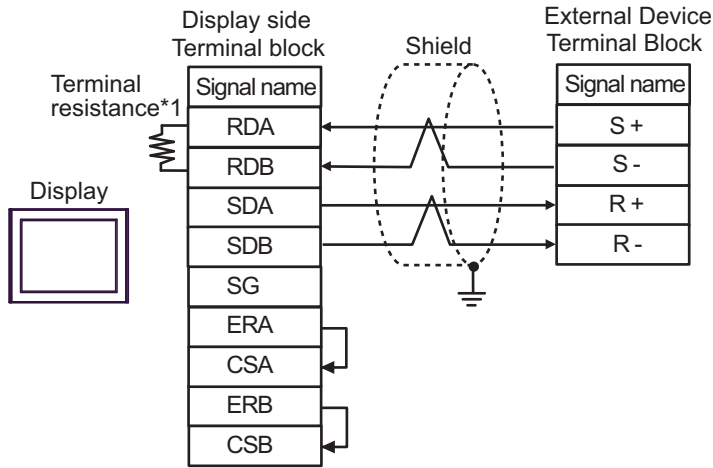 Display side
Terminal block
Shield
External Device
Terminal Block
Terminal
resistance*1
Signal name
RDA
RDB
SDA
SDB
SG
ERA
CSA
ERB
CSB
Display
Signal name
S +
S -
R +
R -